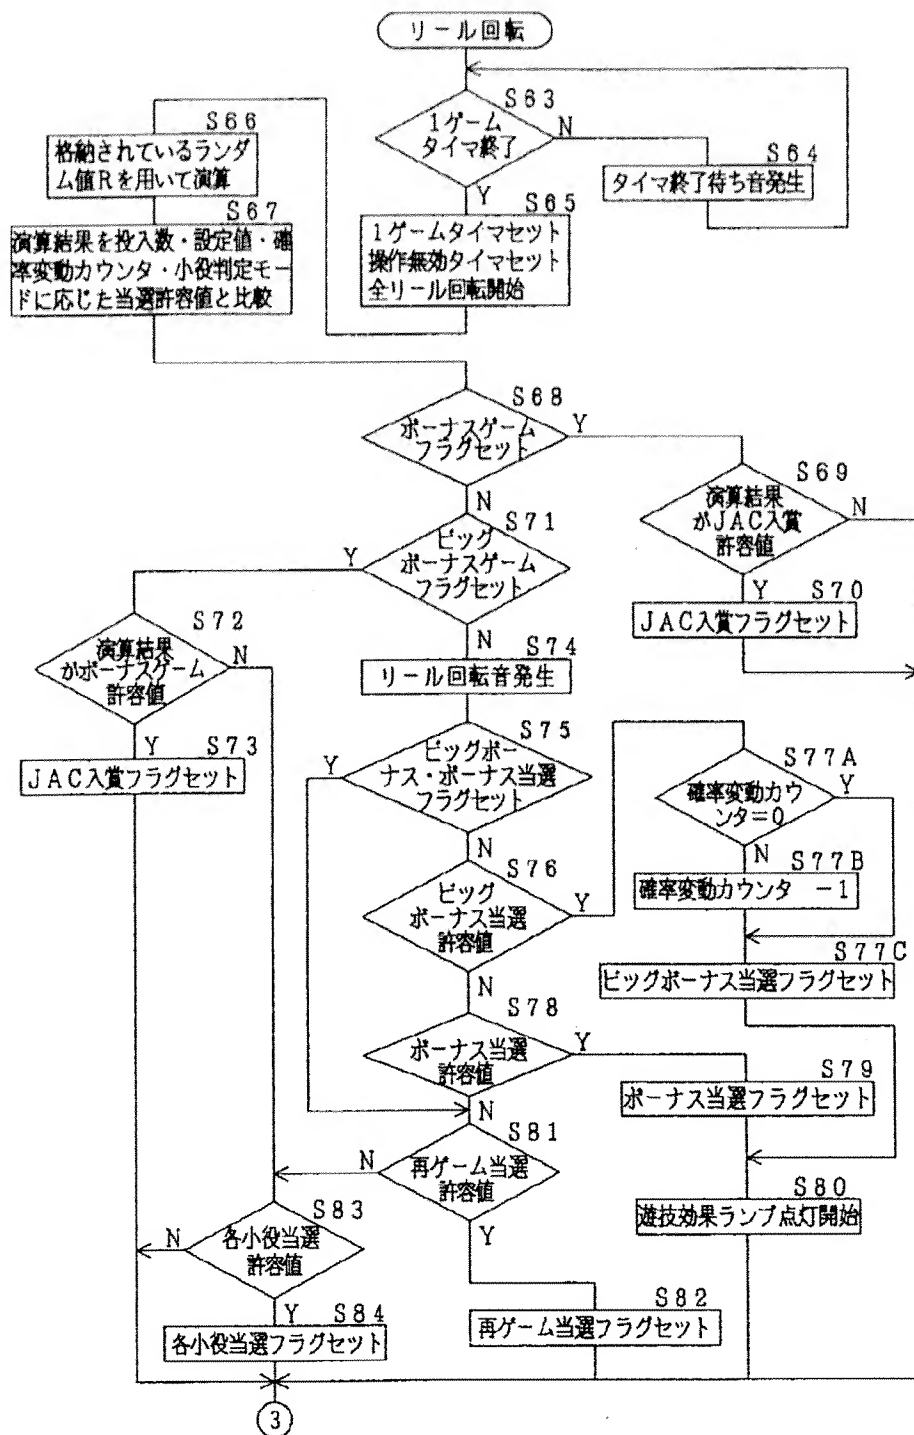 リール回転
S63
1ゲーム
タイマ終了
N
Y
S64
タイマ終了待ち音発生
S65
1ゲームタイマセット
操作無効タイマセット
全リール回転開始
S66
格納されているランダ
ム値Rを用いて演算
S67
演算結果を投入数・設定値・確
率変動カウンタ・小役判定モー
ドに応じた当選許容値と比較
S68
ボーナスゲーム
フラグセット
Y
N
S69
演算結果
がJAC入賞
許容値
N
Y
S70
JAC入賞フラグセット
S71
ビッグ
ボーナスゲーム
フラグセット
Y
N
S72
演算結果
がボーナスゲーム
許容値
N
Y
S73
JAC入賞フラグセット
S74
リール回転音発生
S75
ビッグボー
ナス・ボーナス当選
フラグセット
Y
N
S76
ビッグ
ボーナス当選
許容値
Y
N
S77A
確率変動カウ
ンタ=0
Y
N
S77B
確率変動カウンタ -1
S77C
ビッグボーナス当選フラグセット
S78
ボーナス当選
許容値
Y
N
S79
ボーナス当選フラグセット
S80
遊技効果ランプ点灯開始
S81
再ゲーム当選
許容値
N
Y
S82
再ゲーム当選フラグセット
S83
各小役当選
許容値
N
Y
S84
各小役当選フラグセット
3